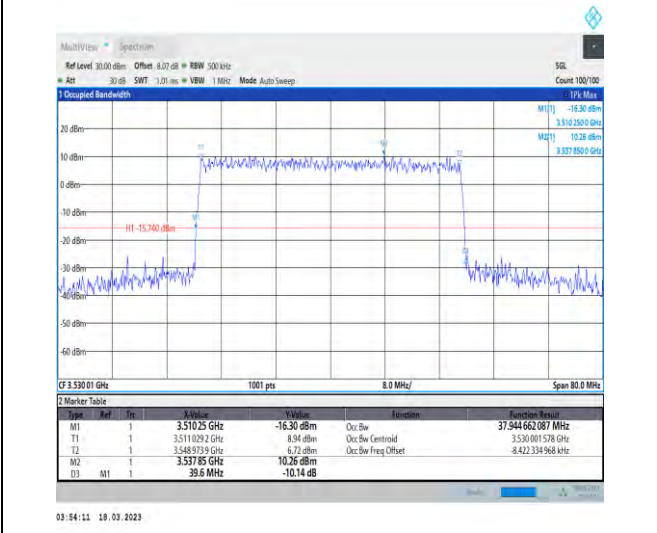 MultiView Spectrum
Ref Level 30.00 dBm Offset 8.07 dB RBW 500 kHz SGL
Att 30 dB SWT 1.01 ms VBW 1 MHz Mode Auto Sweep Count 100/100
1 Occupied Bandwidth 1Pk Max
M1[1] -16.30 dBm
3.510 2500 GHz
M2[1] 10.26 dBm
3.537 8500 GHz
20 dBm
T1 M2 T2
10 dBm
0 dBm
-10 dBm
M1
H1 -15.740 dBm
-20 dBm
D3
-30 dBm
-40 dBm
-50 dBm
-60 dBm
CF 3.530 01 GHz 1001 pts 8.0 MHz/ Span 80.0 MHz
2 Marker Table
Type Ref Trc X-Value Y-Value Function Function Result
M1 1 3.510 25 GHz -16.30 dBm Occ Bw 37.944 662 087 MHz
T1 1 3.511 029 2 GHz 8.94 dBm Occ Bw Centroid 3.530 001 578 GHz
T2 1 3.548 973 9 GHz 6.72 dBm Occ Bw Freq Offset -8.422 334 968 kHz
M2 1 3.537 85 GHz 10.26 dBm
D3 M1 1 39.6 MHz -10.14 dB
03:54:11 18.03.2023